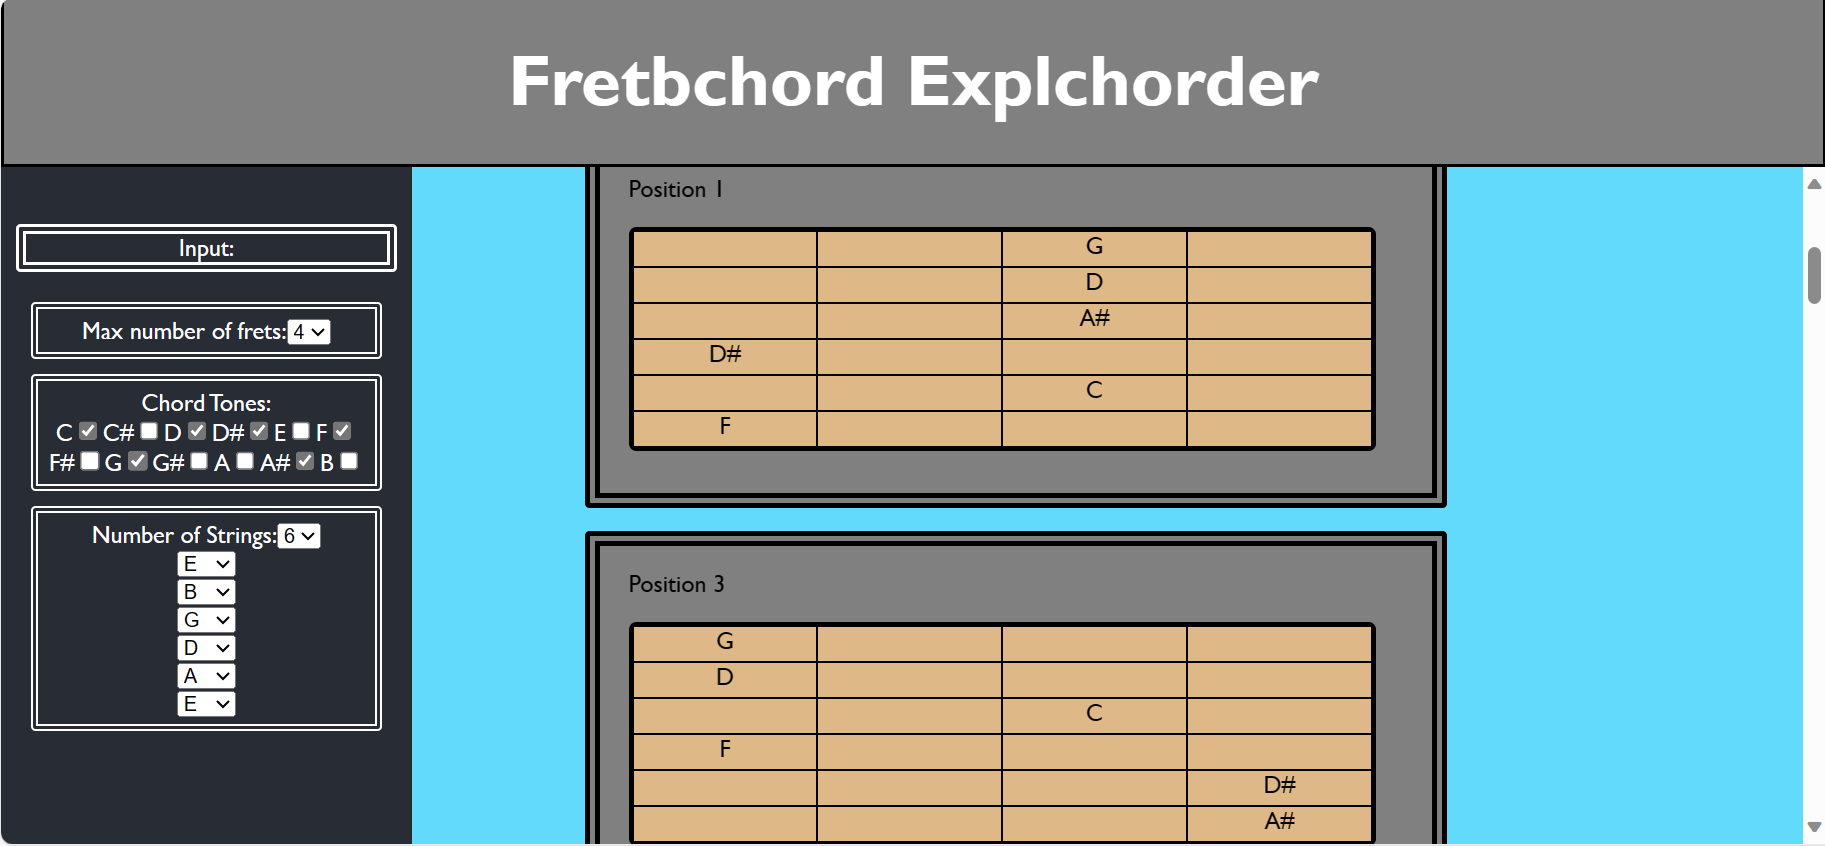 Fretbchord Explchorder
Input:
Max number of frets: 4
Chord Tones:
C C# D D# E F
F# G G# A A# B
Number of Strings: 6
E
B
G
D
A
E
Position 1
G
D
A#
D#
C
F
Position 3
G
D
C
F
D#
A#